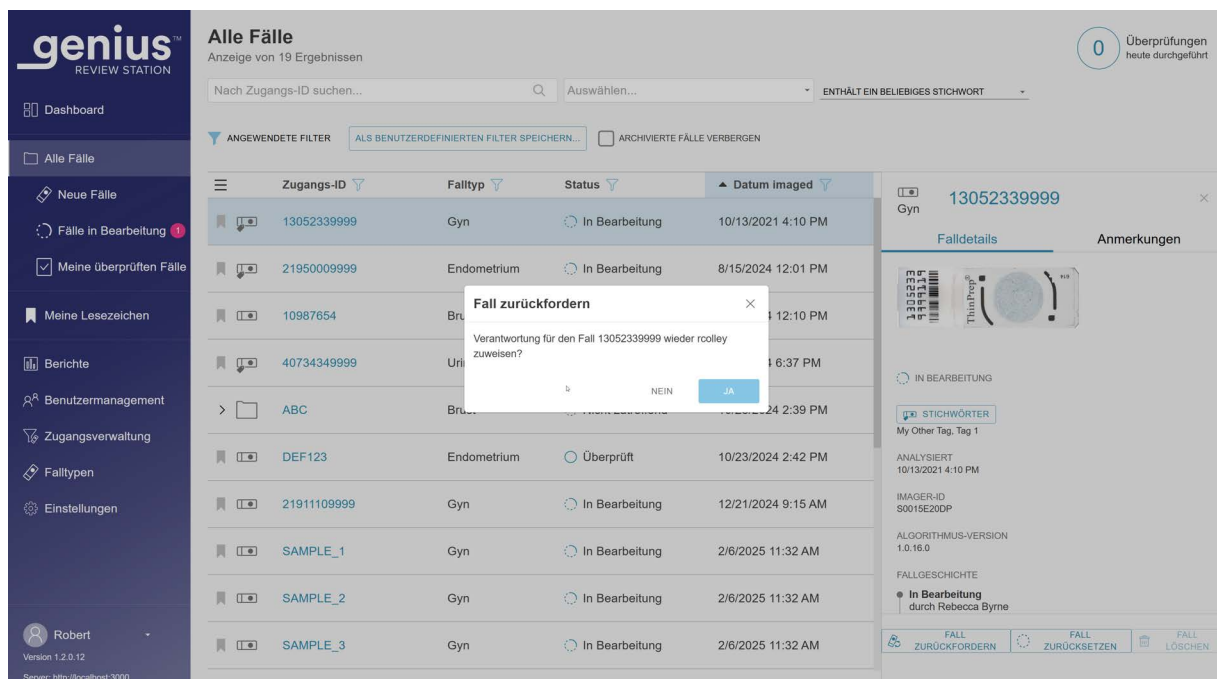 genius™
REVIEW STATION
Dashboard
Alle Fälle
Neue Fälle
Fälle in Bearbeitung 1
Meine überprüften Fälle
Meine Lesezeichen
Berichte
Benutzermanagement
Zugangsverwaltung
Falltypen
Einstellungen
Robert
Version 1.2.0.12
Server: http://localhost:3000
Alle Fälle
Anzeige von 19 Ergebnissen
0 Überprüfungen
heute durchgeführt
Nach Zugangs-ID suchen... Auswählen... ENTHÄLT EIN BELIEBIGES STICHWORT
ANGEWENDETE FILTER ALS BENUTZERDEFINIERTEN FILTER SPEICHERN... ARCHIVIERTE FÄLLE VERBERGEN
Zugangs-ID Falltyp Status Datum imaged
13052339999 Gyn In Bearbeitung 10/13/2021 4:10 PM
21950009999 Endometrium In Bearbeitung 8/15/2024 12:01 PM
10987654 12:10 PM
40734349999 6:37 PM
ABC 2:39 PM
DEF123 Endometrium Überprüft 10/23/2024 2:42 PM
21911109999 Gyn In Bearbeitung 12/21/2024 9:15 AM
SAMPLE_1 Gyn In Bearbeitung 2/6/2025 11:32 AM
SAMPLE_2 Gyn In Bearbeitung 2/6/2025 11:32 AM
SAMPLE_3 Gyn In Bearbeitung 2/6/2025 11:32 AM
Fall zurückfordern
Verantwortung für den Fall 13052339999 wieder rcolley
zuweisen?
NEIN JA
Gyn
13052339999
Falldetails Anmerkungen
ThinPrep®
IN BEARBEITUNG
STICHWÖRTER
My Other Tag, Tag 1
ANALYSIERT
10/13/2021 4:10 PM
IMAGER-ID
S0015E20DP
ALGORITHMUS-VERSION
1.0.16.0
FALLGESCHICHTE
In Bearbeitung
durch Rebecca Byrne
FALL ZURÜCKFORDERN
FALL ZURÜCKSETZEN
FALL LÖSCHEN